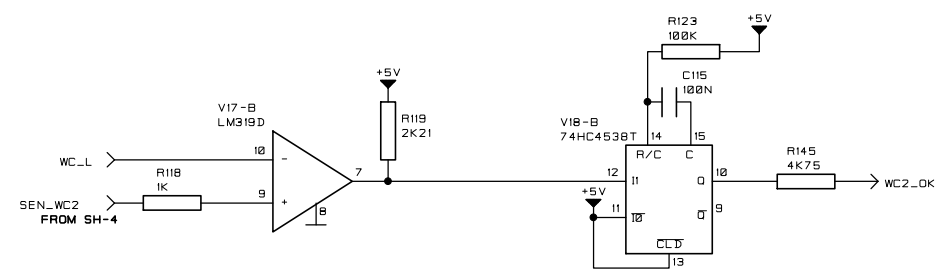 R123
100K
+5V
C115
100N
+5V
V17-B
LM319D
R119
2K21
V18-B
74HC4538T
14
15
R/C
C
WC_L
10
-
R118
1K
7
12
I1
Q
10
R145
4K75
WC2_OK
SEN_WC2
FROM SH-4
9
+
8
+5V
11
I0
Q
9
CLD
13